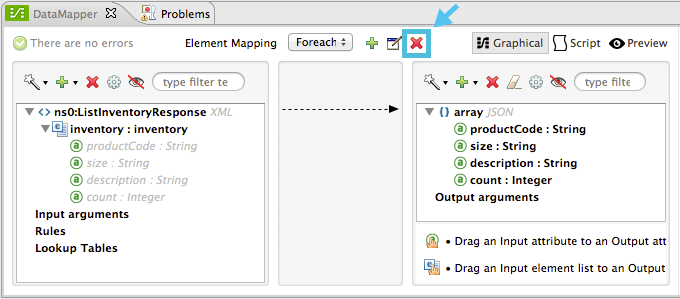 DataMapper
Problems
There are no errors
Element Mapping
Foreach
Graphical
Script
Preview
type filter te
ns0:ListInventoryResponse XML
inventory : inventory
productCode : String
size : String
description : String
count : Integer
Input arguments
Rules
Lookup Tables
type filte
{} array JSON
productCode : String
size : String
description : String
count : Integer
Output arguments
• Drag an Input attribute to an Output att
• Drag an Input element list to an Output